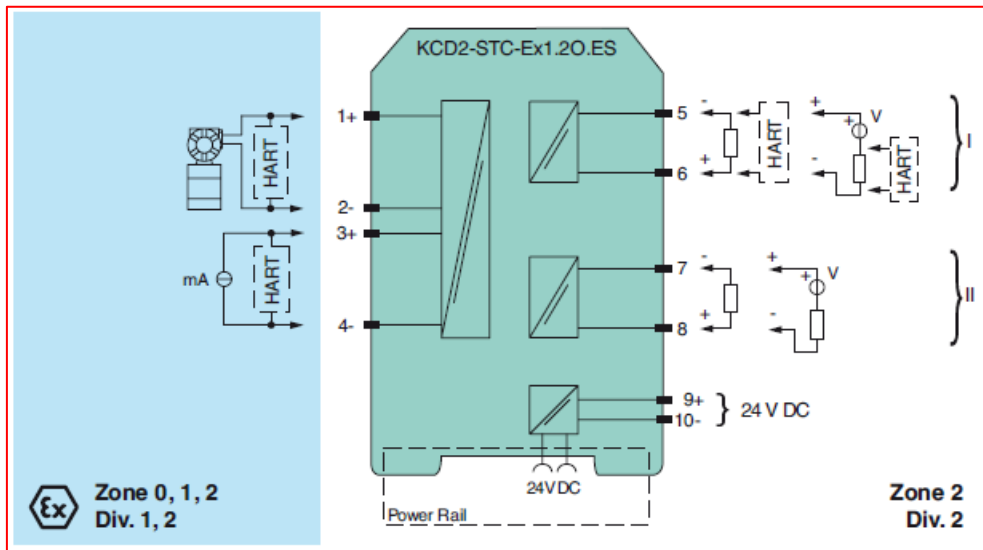 KCD2-STC-Ex1.2O.ES
1+
HART
2-
3+
mA
HART
4-
5
-
+
6
HART
+
+
V
-
HART
I
7
-
+
8
+
+
V
-
II
9+
10-
}
24 V DC
24V DC
Power Rail
Ex
Zone 0, 1, 2
Div. 1, 2
Zone 2
Div. 2